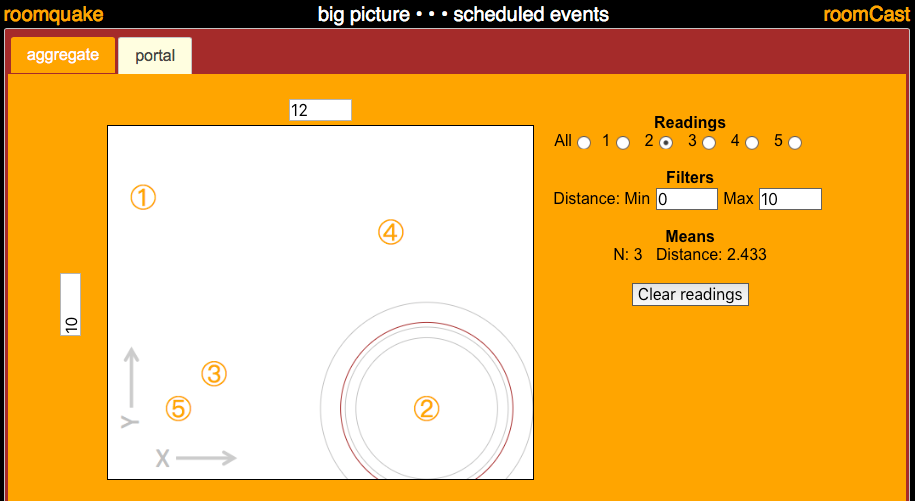 roomquake big picture • • • scheduled events roomCast
aggregate portal
12
Readings
All 1 2 3 4 5
Filters
Distance: Min 0 Max 10
Means
N: 3 Distance: 2.433
Clear readings
①
④
10
③
⑤
②
Y
X